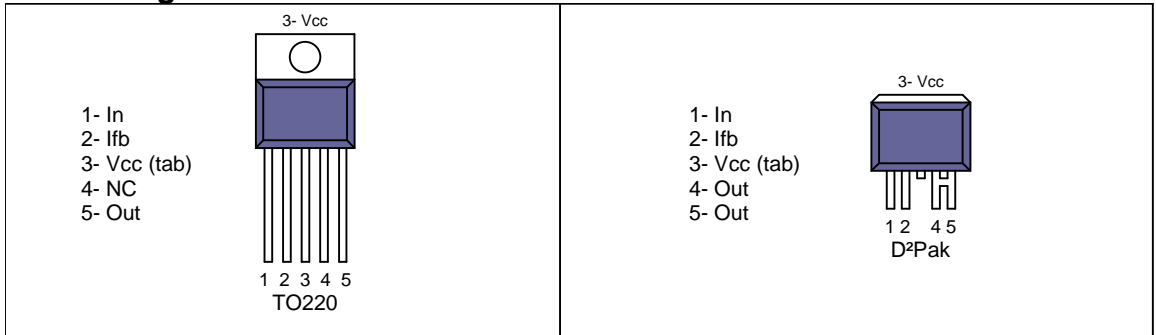 3- Vcc
1- In
2- Ifb
3- Vcc (tab)
4- NC
5- Out
1 2 3 4 5
TO220
3- Vcc
1- In
2- Ifb
3- Vcc (tab)
4- Out
5- Out
1 2 4 5
D²Pak